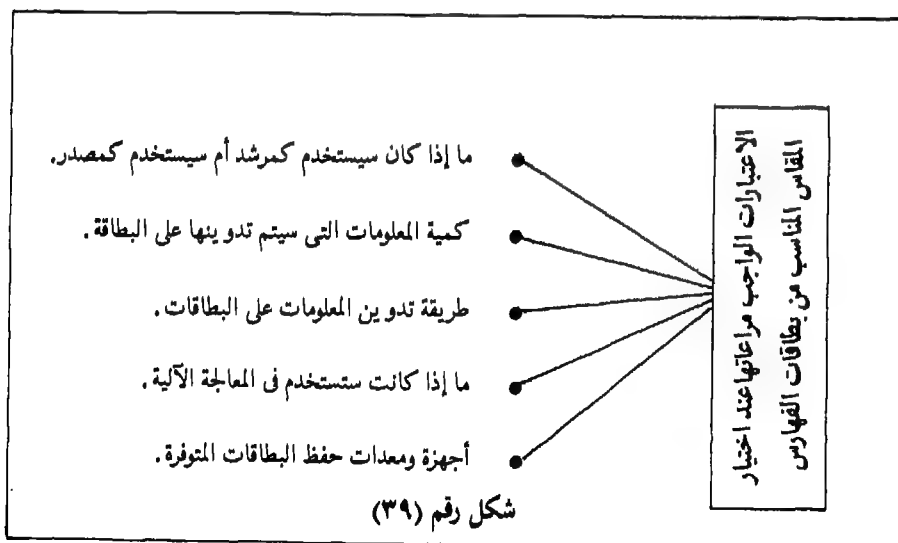 الاعتبارات الواجب مراعاتها عند اختيار
المقاس المناسب من بطاقات الفهارس
ما إذا كان سيستخدم كمرشد أم سيستخدم كمصدر.
كمية المعلومات التى سيتم تدوينها على البطاقة.
طريقة تدوين المعلومات على البطاقات.
ما إذا كانت ستستخدم فى المعالجة الآلية.
أجهزة ومعدات حفظ البطاقات المتوفرة.
شكل رقم (٣٩)